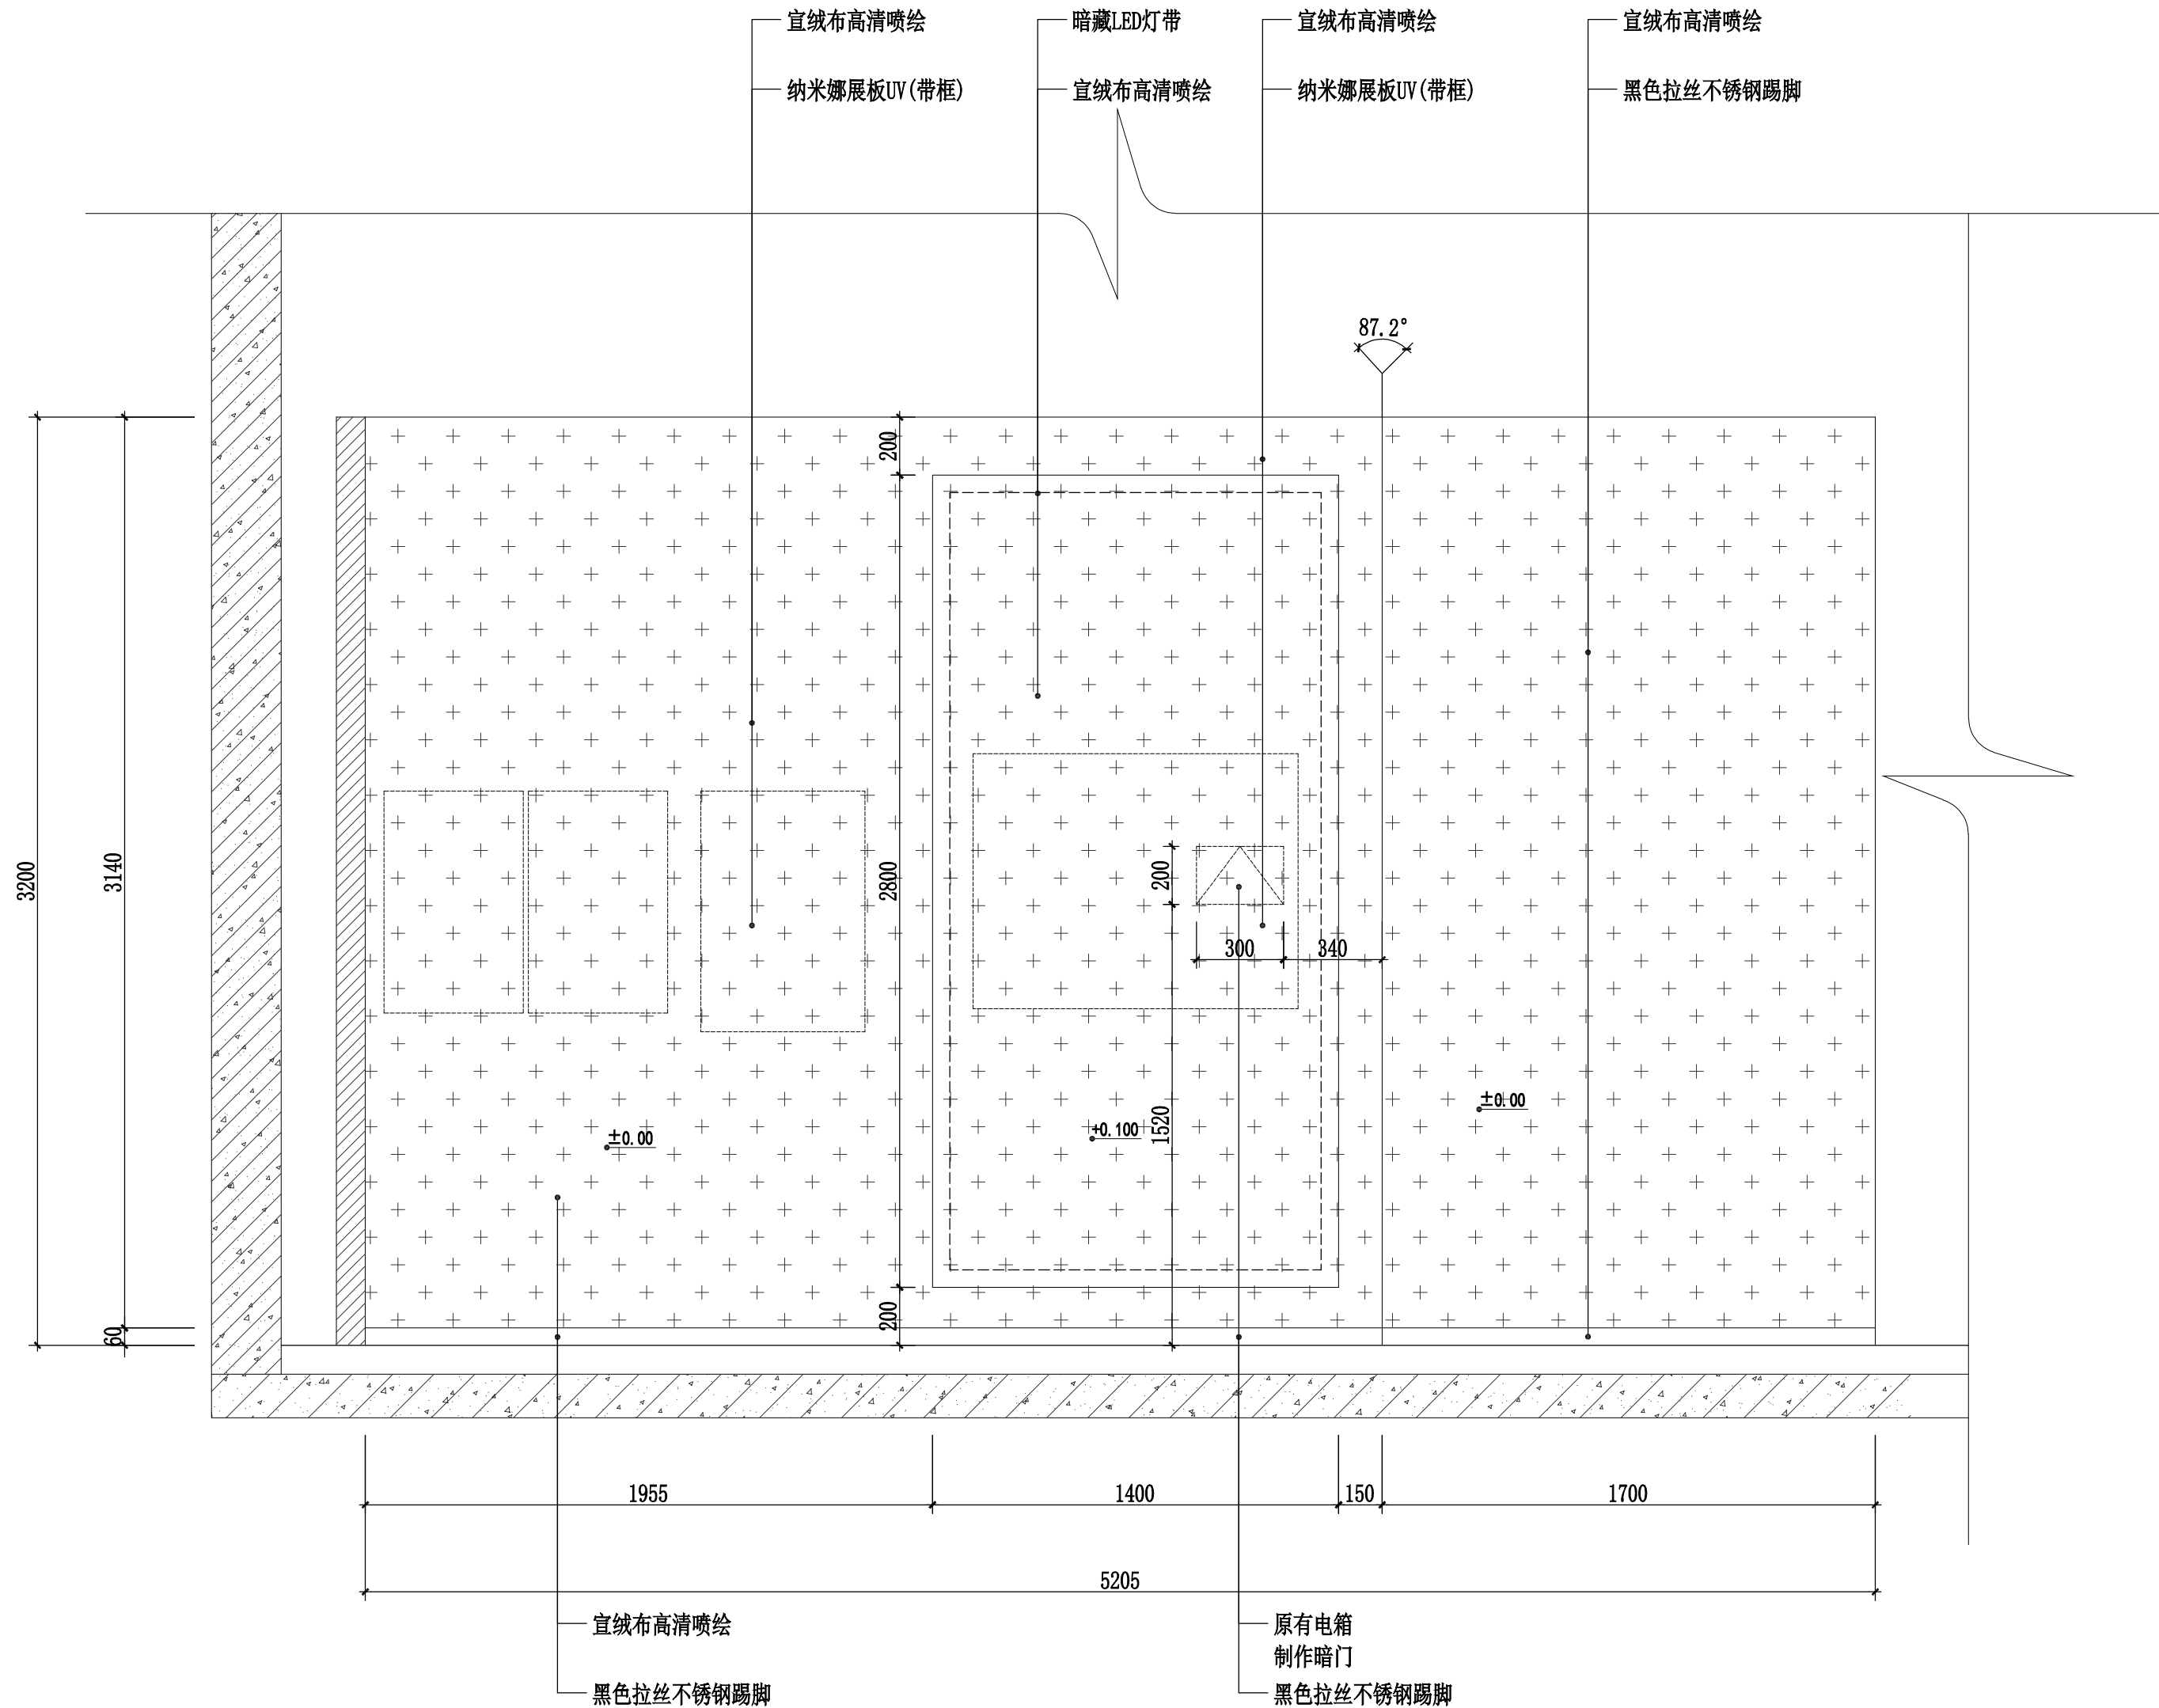 宣绒布高清喷绘
暗藏LED灯带
宣绒布高清喷绘
宣绒布高清喷绘
纳米娜展板UV(带框)
宣绒布高清喷绘
纳米娜展板UV(带框)
黑色拉丝不锈钢踢脚
87.2°
200
3200
3140
2800
200
300
340
1520
±0.00
+0.100
±0.00
200
60
1955
1400
150
1700
5205
宣绒布高清喷绘
原有电箱
制作暗门
黑色拉丝不锈钢踢脚
黑色拉丝不锈钢踢脚